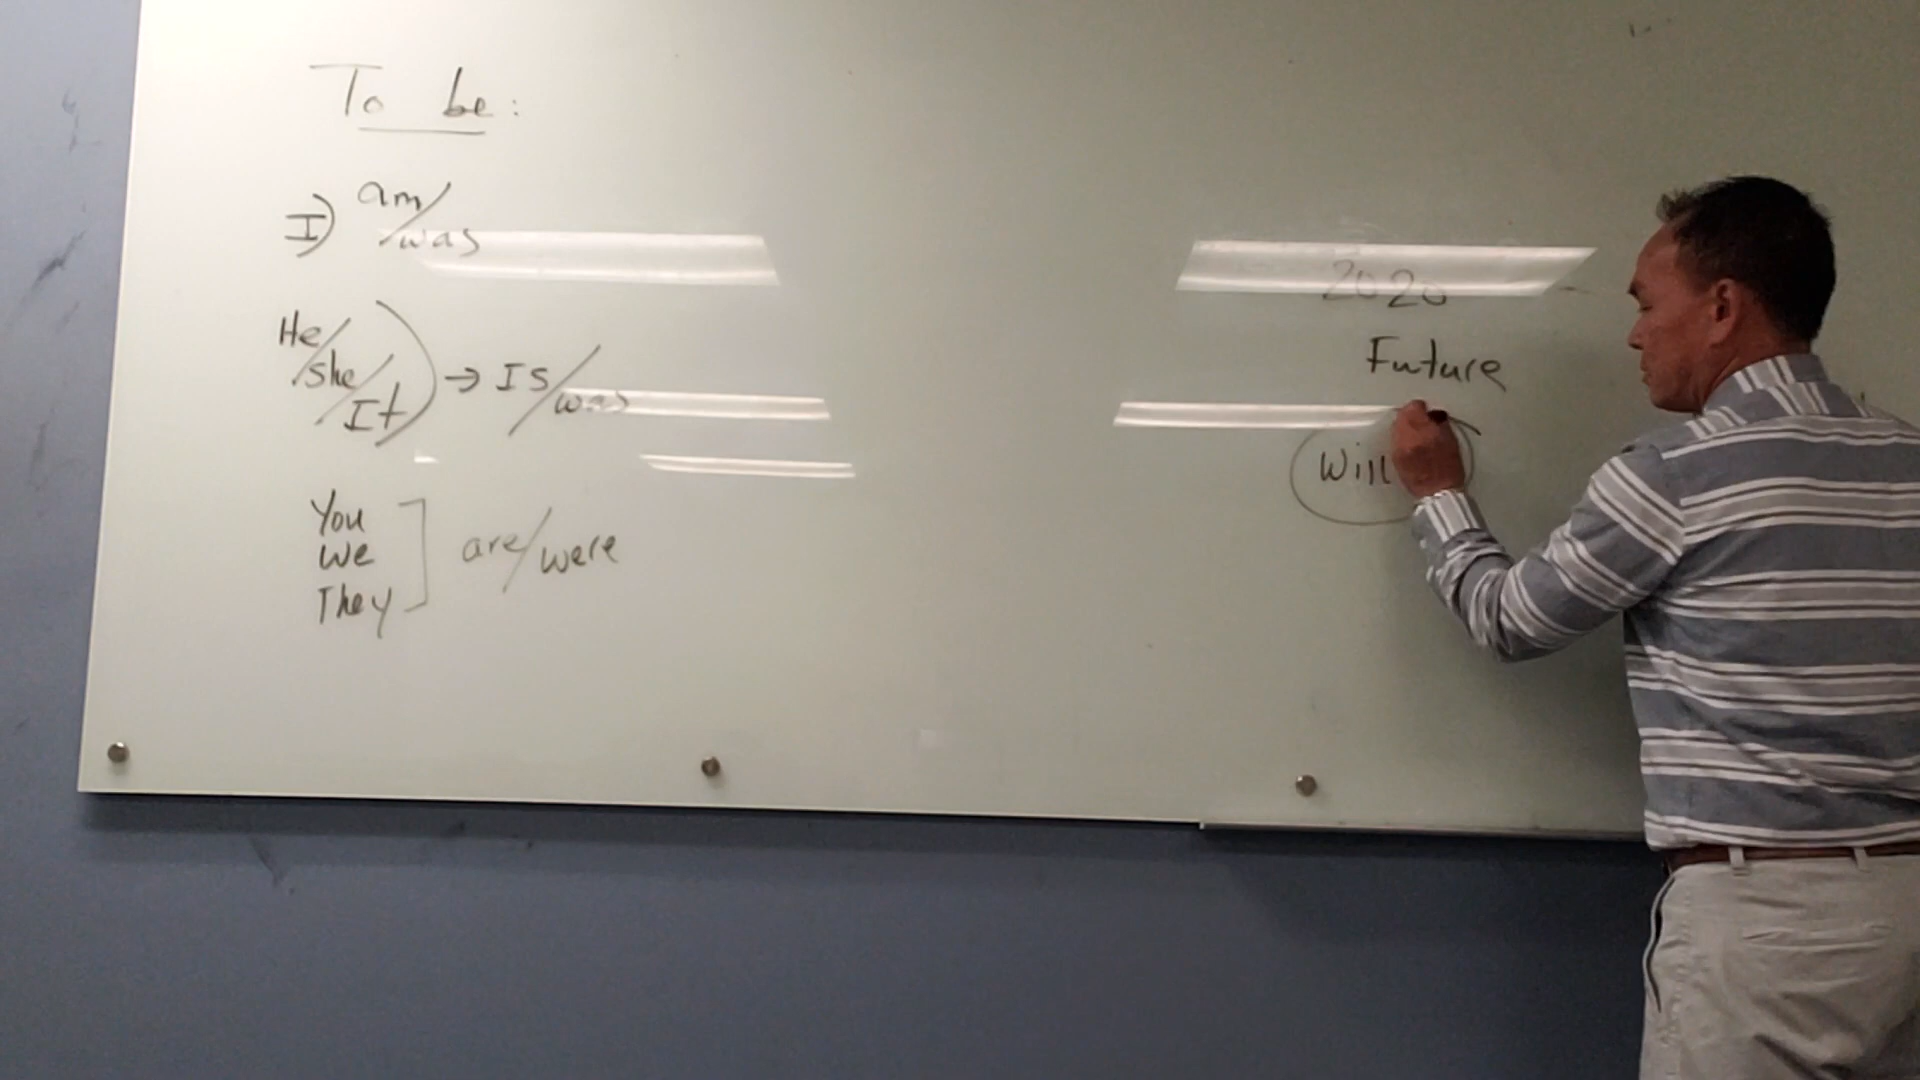 To be:
I) am/was
He/she/It) → Is/was
You
We
They
] are/were
2020
Future
Will